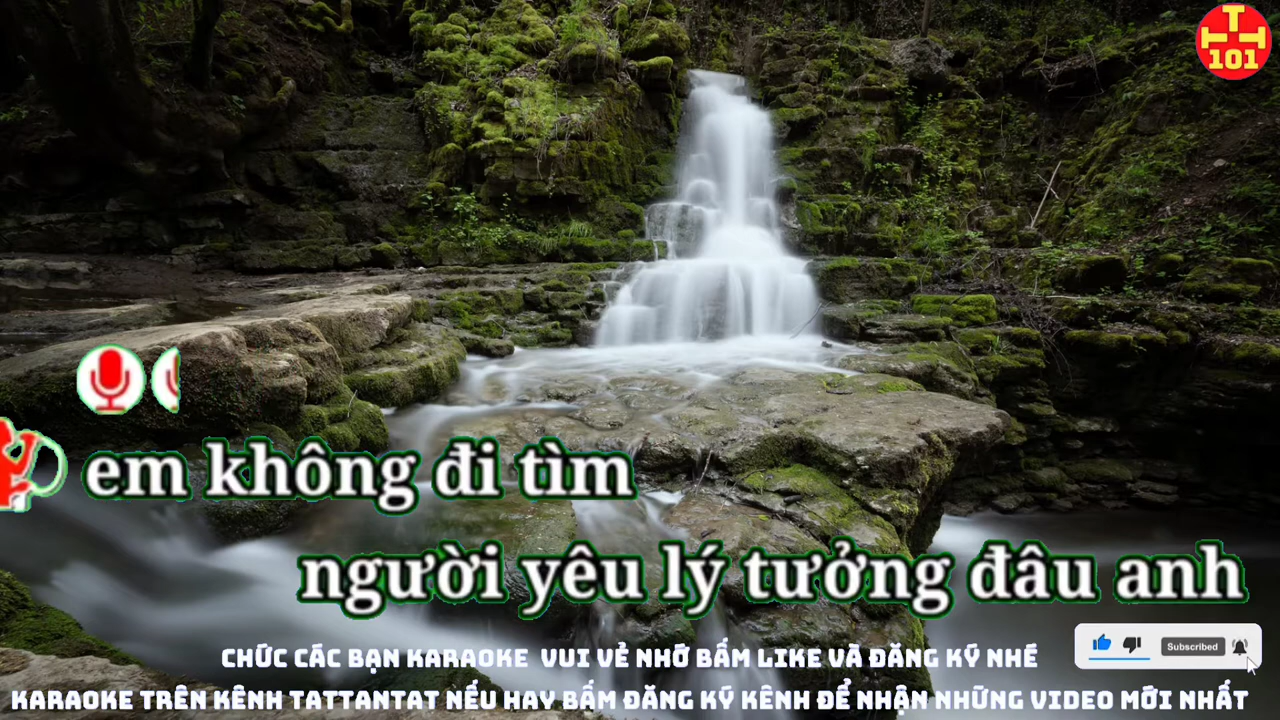 T
TT
101
em không đi tìm
người yêu lý tưởng đâu anh
Subscribed
CHỨC CÁC BẠN KARAOKE VUI VẺ NHỚ BẤM LIKE VÀ ĐĂNG KÝ NHÉ
KARAOKE TRÊN KÊNH TATTANTAT NẾU HAY BẤM ĐĂNG KÝ KÊNH ĐỂ NHẬN NHỮNG VIDEO MỚI NHẤT